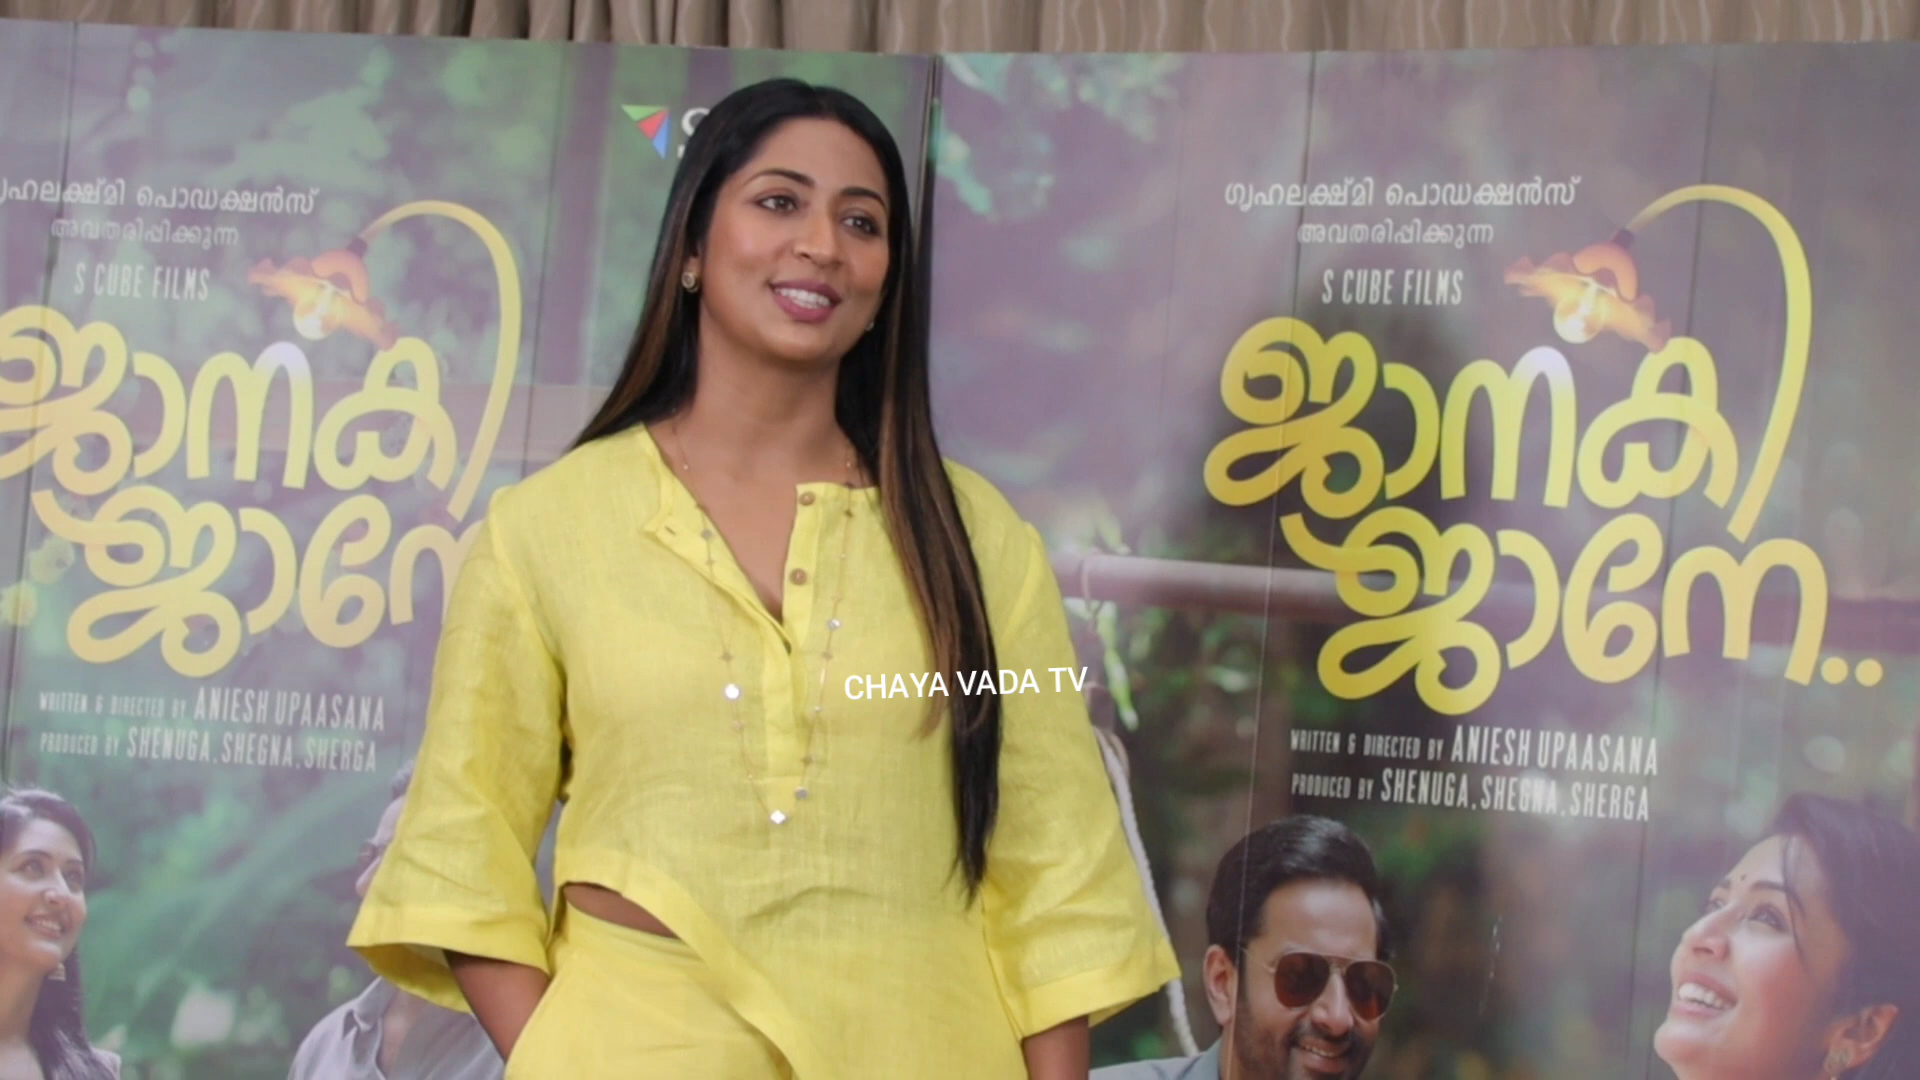 ഗൃഹലക്ഷ്മി പ്രൊഡക്ഷൻസ്
അവതരിപ്പിക്കുന്ന
S CUBE FILMS
ജാനകി
ജാനേ
WRITTEN & DIRECTED BY ANIESH UPAASANA
PRODUCED BY SHENUGA, SHEGNA, SHERGA
CHAYA VADA TV
ഗൃഹലക്ഷ്മി പ്രൊഡക്ഷൻസ്
അവതരിപ്പിക്കുന്ന
S CUBE FILMS
ജാനകി
ജാനേ..
WRITTEN & DIRECTED BY ANIESH UPAASANA
PRODUCED BY SHENUGA, SHEGNA, SHERGA